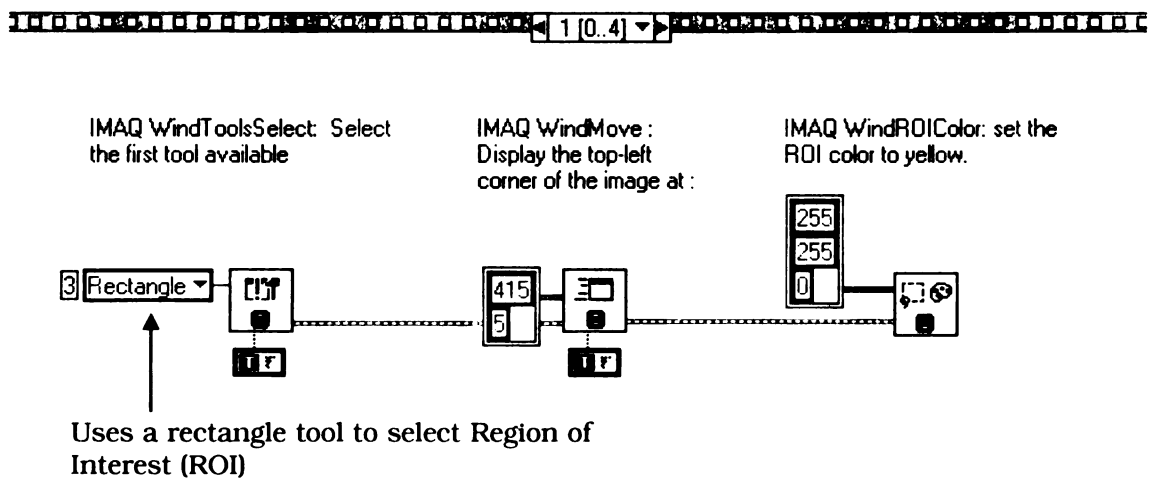 1 [0..4]
IMAQ WindToolsSelect: Select
the first tool available
IMAQ WindMove :
Display the top-left
corner of the image at :
IMAQ WindROIColor: set the
ROI color to yellow.
3 Rectangle
415
5
255
255
0
T F
T F
Uses a rectangle tool to select Region of
Interest (ROI)